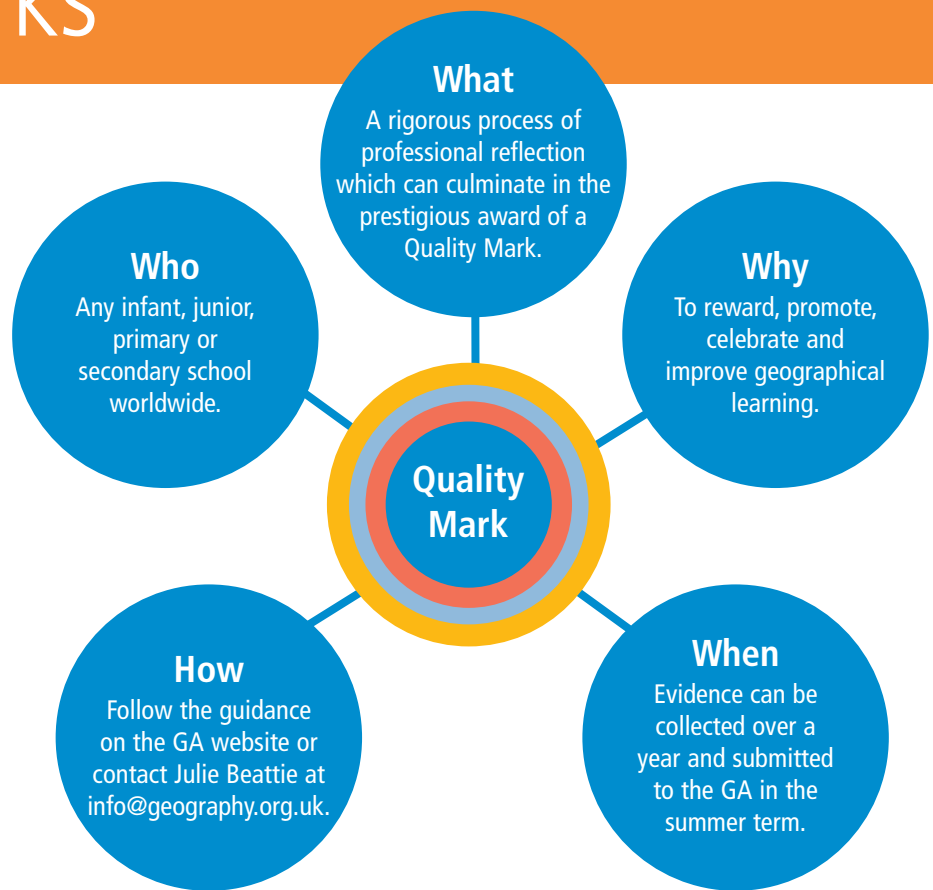 KS
What
A rigorous process of
professional reflection
which can culminate in the
prestigious award of a
Quality Mark.
Who
Any infant, junior,
primary or
secondary school
worldwide.
Why
To reward, promote,
celebrate and
improve geographical
learning.
Quality
Mark
How
Follow the guidance
on the GA website or
contact Julie Beattie at
info@geography.org.uk.
When
Evidence can be
collected over a
year and submitted
to the GA in the
summer term.